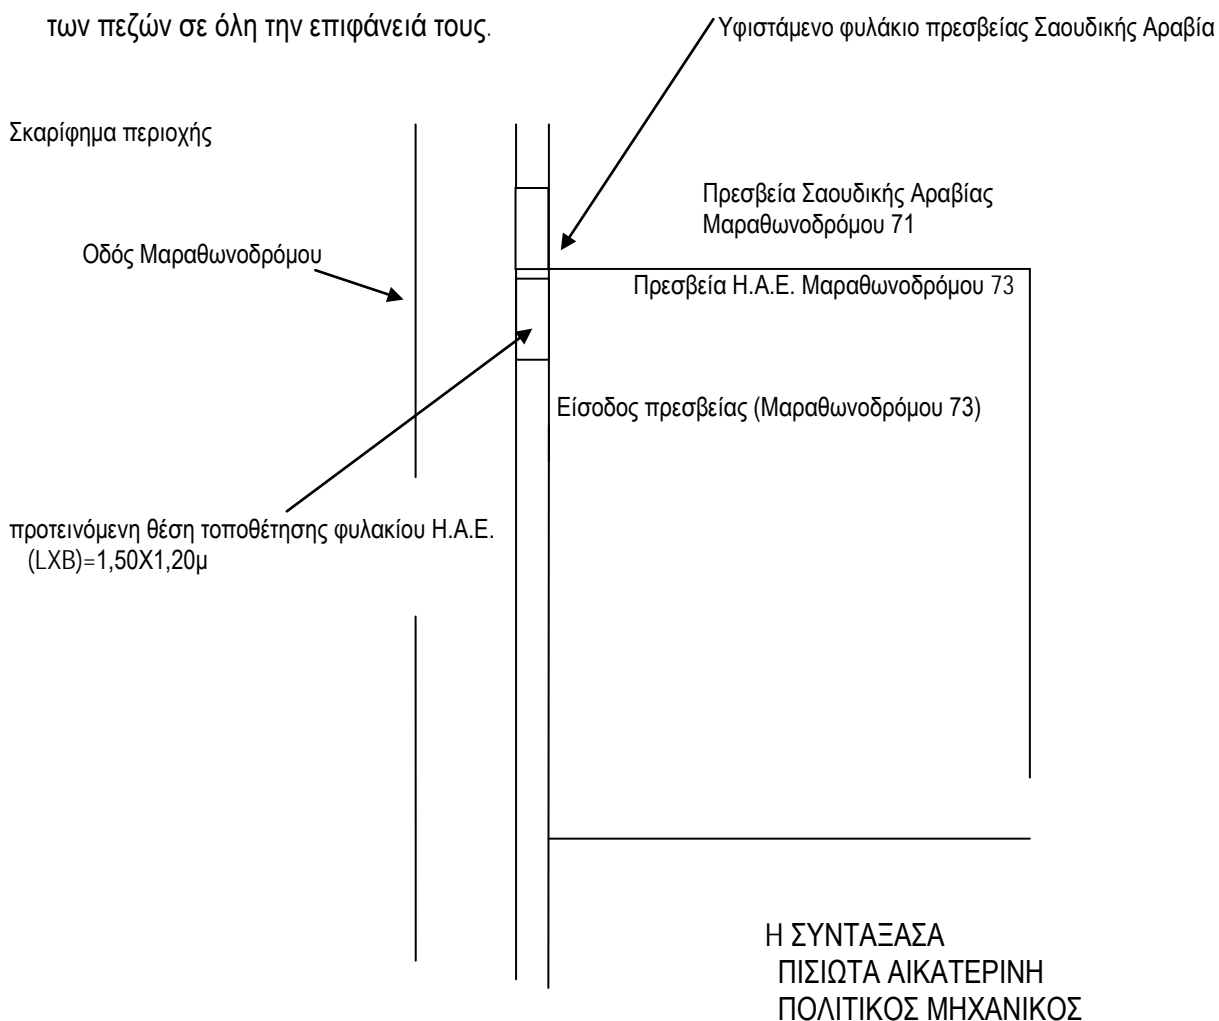 των πεζών σε όλη την επιφάνειά τους.
Υφιστάμενο φυλάκιο πρεσβείας Σαουδικής Αραβία
Σκαρίφημα περιοχής
Πρεσβεία Σαουδικής Αραβίας
Μαραθωνοδρόμου 71
Οδός Μαραθωνοδρόμου
Πρεσβεία Η.Α.Ε. Μαραθωνοδρόμου 73
Είσοδος πρεσβείας (Μαραθωνοδρόμου 73)
προτεινόμενη θέση τοποθέτησης φυλακίου Η.Α.Ε.
(LXB)=1,50X1,20μ
Η ΣΥΝΤΑΞΑΣΑ
ΠΙΣΙΩΤΑ ΑΙΚΑΤΕΡΙΝΗ
ΠΟΛΙΤΙΚΟΣ ΜΗΧΑΝΙΚΟΣ